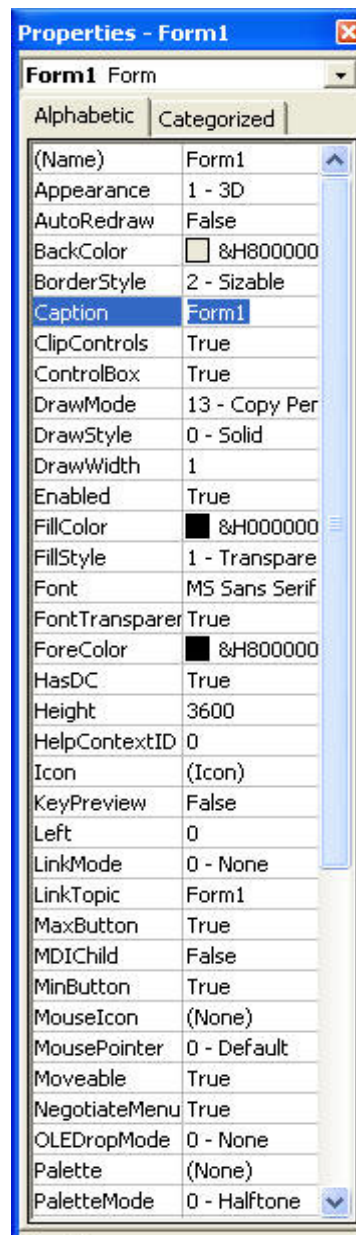 Properties - Form1
Form1 Form
Alphabetic Categorized
(Name) Form1
Appearance 1 - 3D
AutoRedraw False
BackColor &H800000
BorderStyle 2 - Sizable
Caption Form1
ClipControls True
ControlBox True
DrawMode 13 - Copy Per
DrawStyle 0 - Solid
DrawWidth 1
Enabled True
FillColor &H000000
FillStyle 1 - Transpare
Font MS Sans Serif
FontTransparer True
ForeColor &H800000
HasDC True
Height 3600
HelpContextID 0
Icon (Icon)
KeyPreview False
Left 0
LinkMode 0 - None
LinkTopic Form1
MaxButton True
MDIChild False
MinButton True
MouseIcon (None)
MousePointer 0 - Default
Moveable True
NegotiateMenu True
OLEDropMode 0 - None
Palette (None)
PaletteMode 0 - Halftone